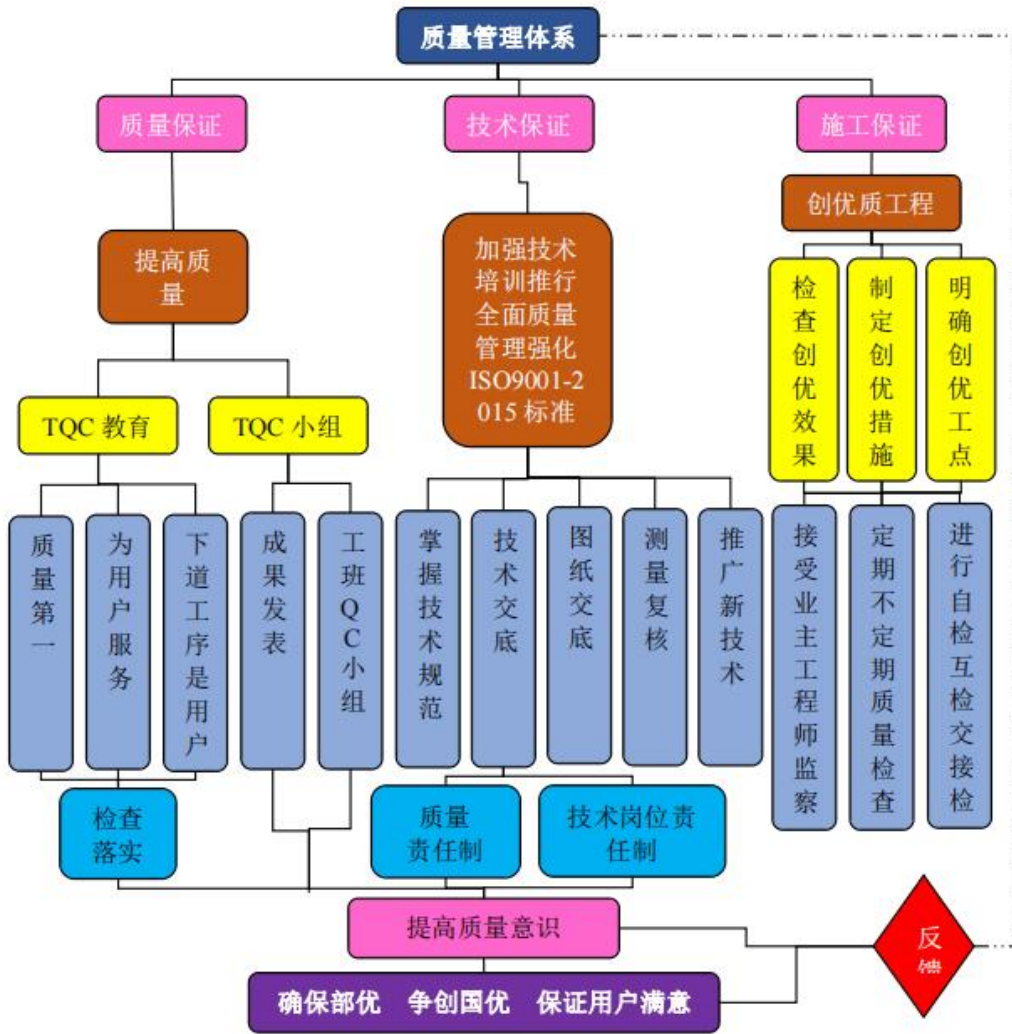 质量管理体系
质量保证
技术保证
施工保证
创优质工程
提高质
量
加强技术
培训推行
全面质量
管理强化
ISO9001-2
015 标准
检查创优效果
制定创优措施
明确创优工点
TQC 教育
TQC 小组
质量第一
为用户服务
下道工序是用户
成果发表
工班QC小组
掌握技术规范
技术交底
图纸交底
测量复核
推广新技术
接受业主工程师监察
定期不定期质量检查
进行自检互检交接检
检查
落实
质量
责任制
技术岗位责
任制
提高质量意识
反
馈
确保部优 争创国优 保证用户满意